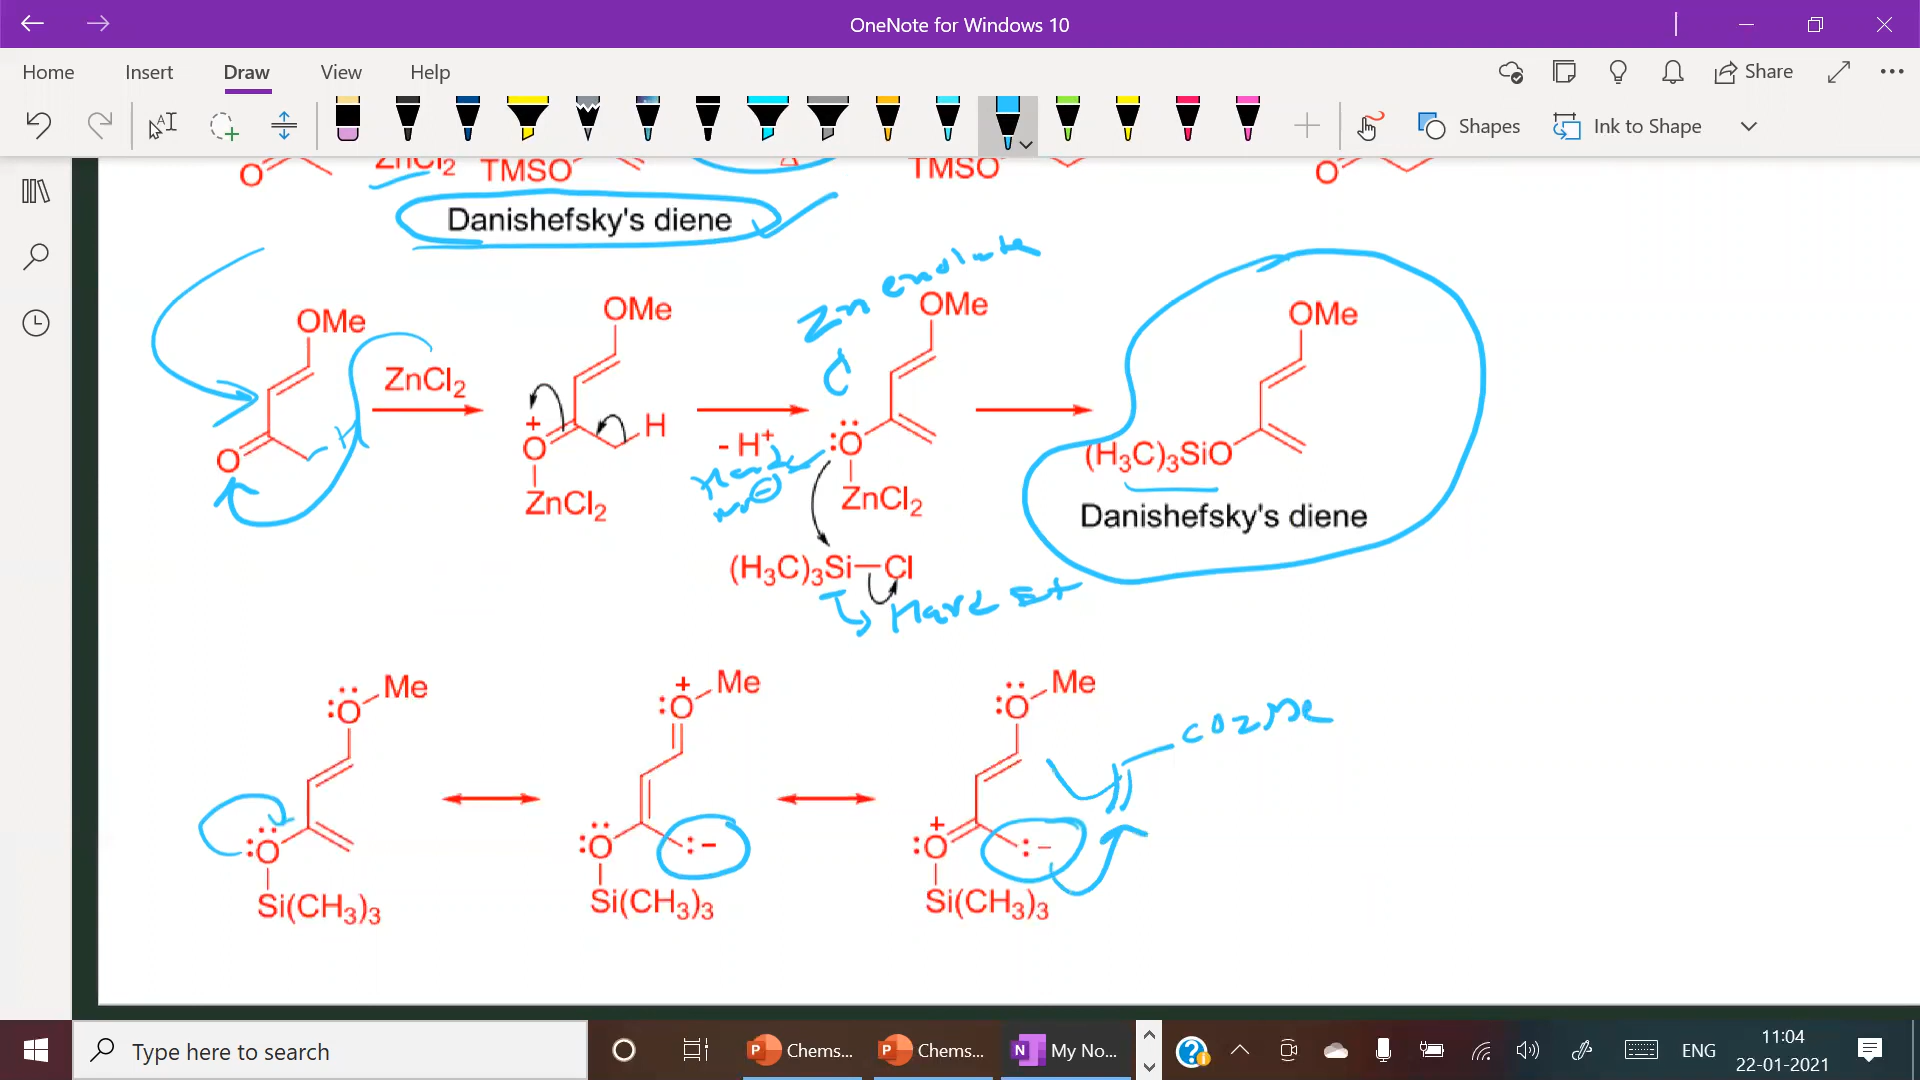 OneNote for Windows 10
Home Insert Draw View Help Share
Shapes Ink to Shape
O ZnCl2 TMSO TMSO O
Danishefsky's diene
Zn enolate
OMe OMe OMe OMe
ZnCl2
H
- H+
O + O :O: (H3C)3SiO
ZnCl2 ZnCl2
Danishefsky's diene
(H3C)3Si—Cl
Hard E+
:O Me :O+ Me :O Me
CO2Me
:O :O :O+
:- :-
Si(CH3)3 Si(CH3)3 Si(CH3)3
Type here to search
Chems... Chems... My No...
ENG
11:04
22-01-2021